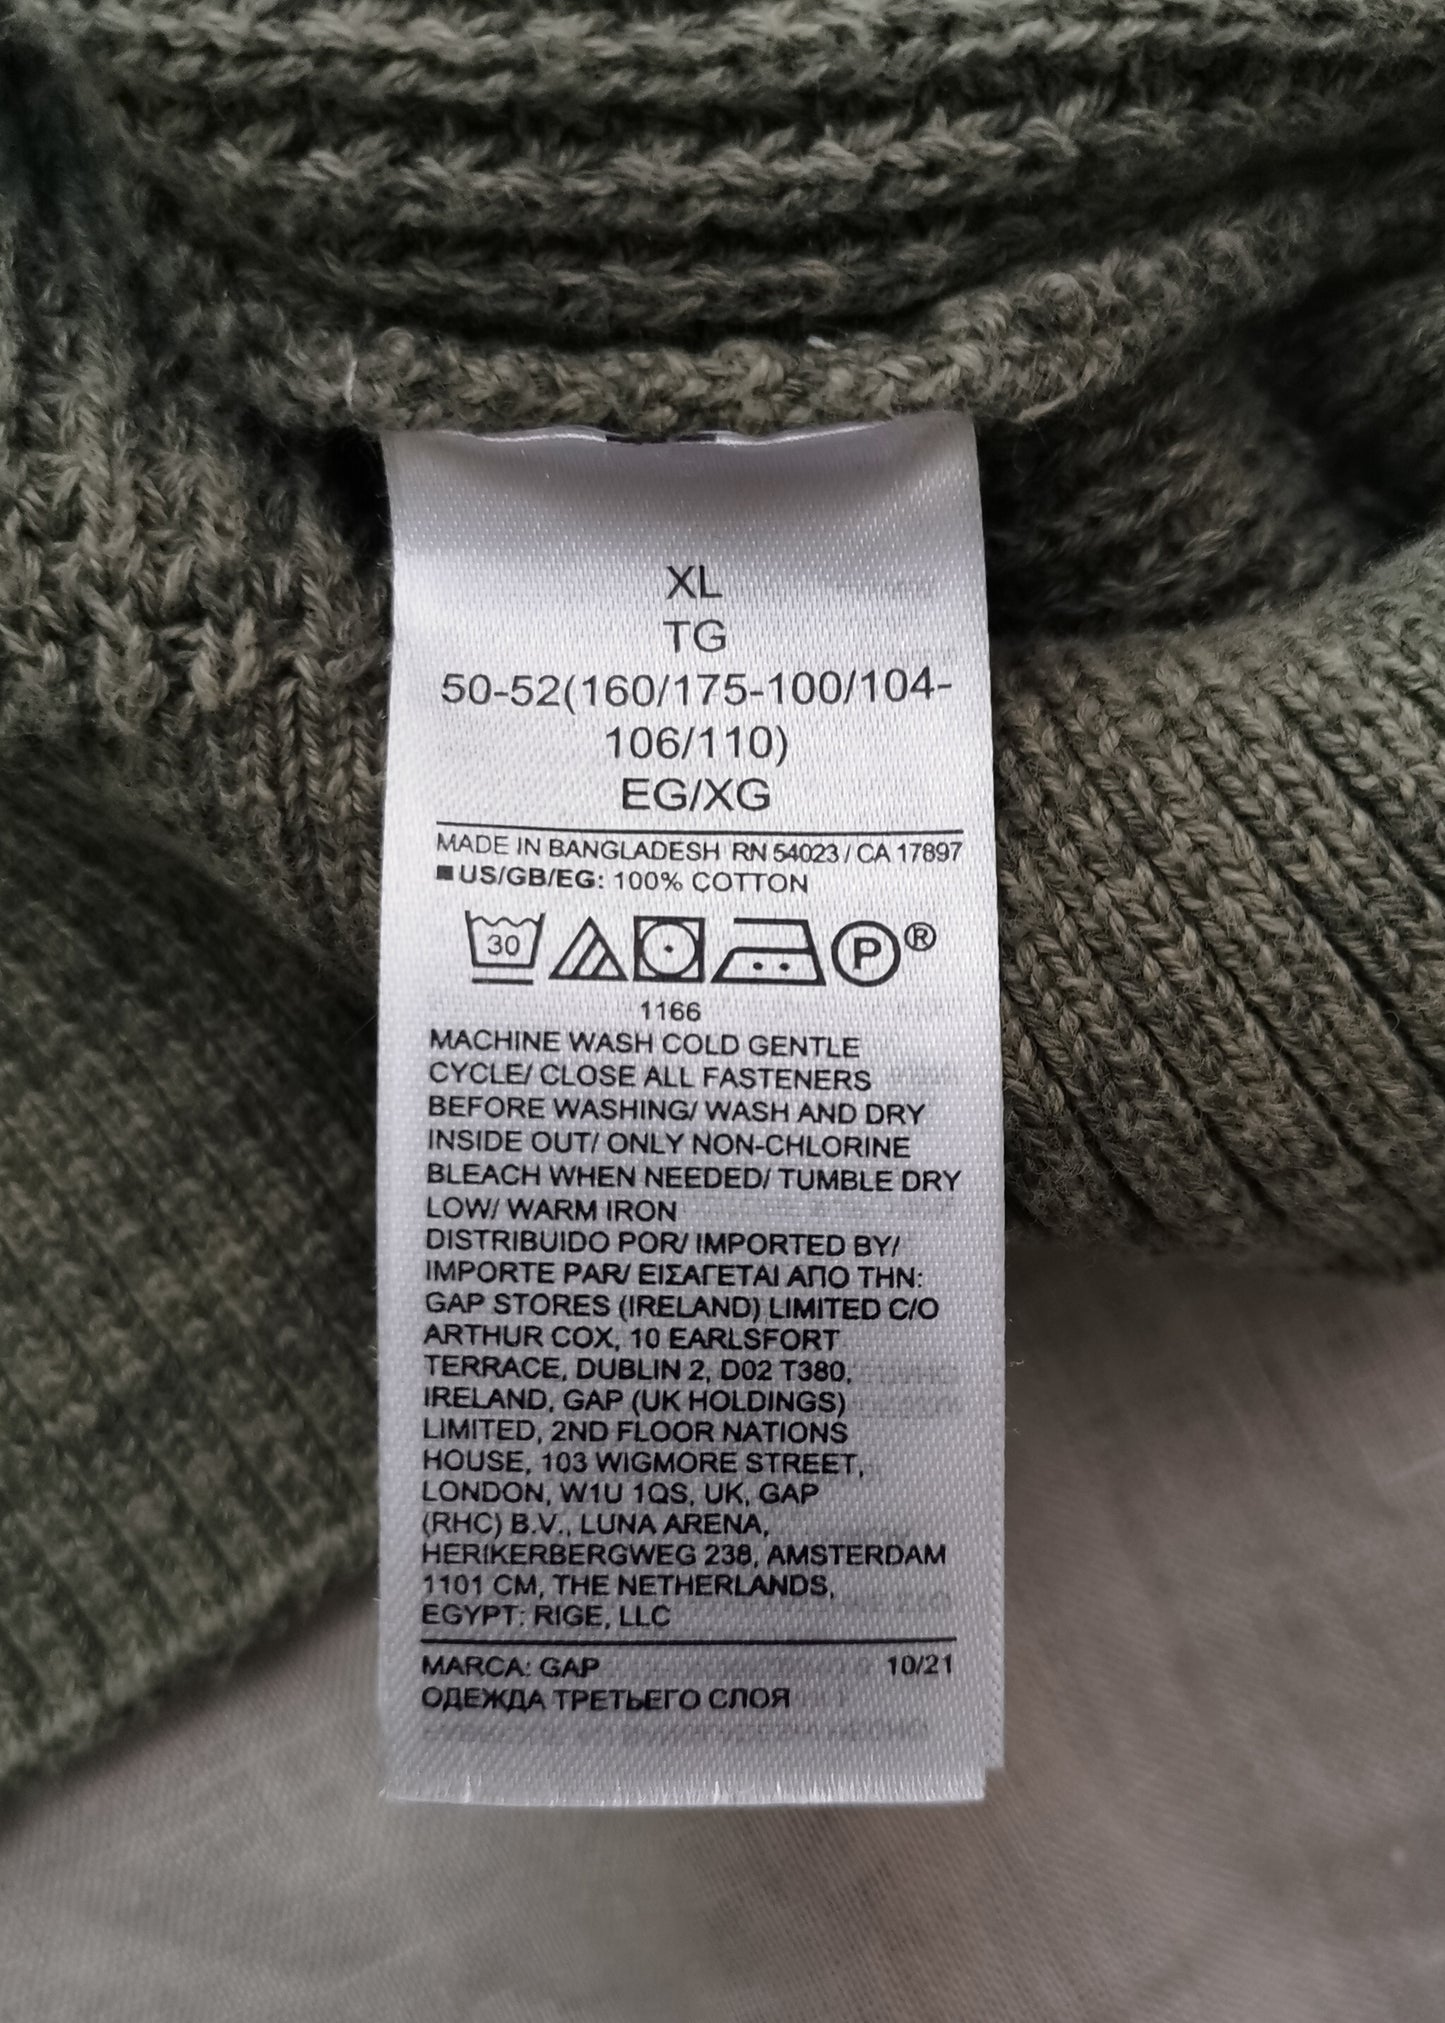 XL
TG
50-52(160/175-100/104-
106/110)
EG/XG
MADE IN BANGLADESH RN 54023 / CA 17897
US/GB/EG: 100% COTTON
30 P ®
1166
MACHINE WASH COLD GENTLE
CYCLE/ CLOSE ALL FASTENERS
BEFORE WASHING/ WASH AND DRY
INSIDE OUT/ ONLY NON-CHLORINE
BLEACH WHEN NEEDED/ TUMBLE DRY
LOW/ WARM IRON
DISTRIBUIDO POR/ IMPORTED BY/
IMPORTE PAR/ ΕΙΣΑΓΕΤΑΙ ΑΠΟ ΤΗΝ:
GAP STORES (IRELAND) LIMITED C/O
ARTHUR COX, 10 EARLSFORT
TERRACE, DUBLIN 2, D02 T380,
IRELAND, GAP (UK HOLDINGS)
LIMITED, 2ND FLOOR NATIONS
HOUSE, 103 WIGMORE STREET,
LONDON, W1U 1QS, UK, GAP
(RHC) B.V., LUNA ARENA,
HERIKERBERGWEG 238, AMSTERDAM
1101 CM, THE NETHERLANDS,
EGYPT: RIGE, LLC
MARCA: GAP 10/21
ОДЕЖДА ТРЕТЬЕГО СЛОЯ